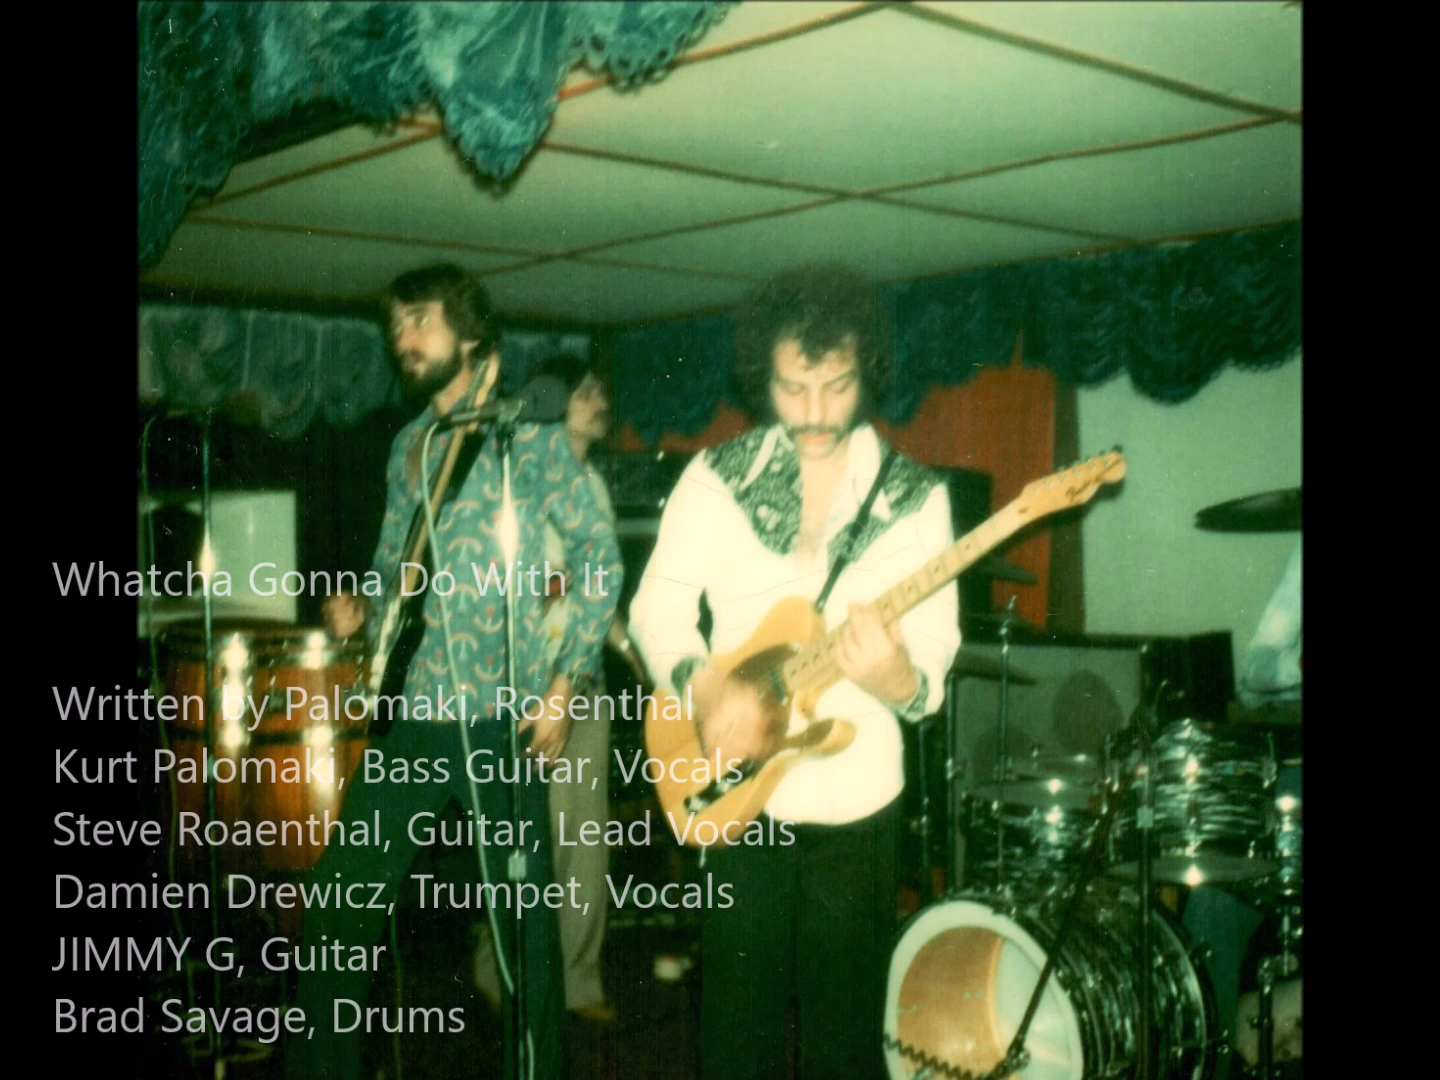 Whatcha Gonna Do With It
Written by Palomaki, Rosenthal
Kurt Palomaki, Bass Guitar, Vocals
Steve Roaenthal, Guitar, Lead Vocals
Damien Drewicz, Trumpet, Vocals
JIMMY G, Guitar
Brad Savage, Drums